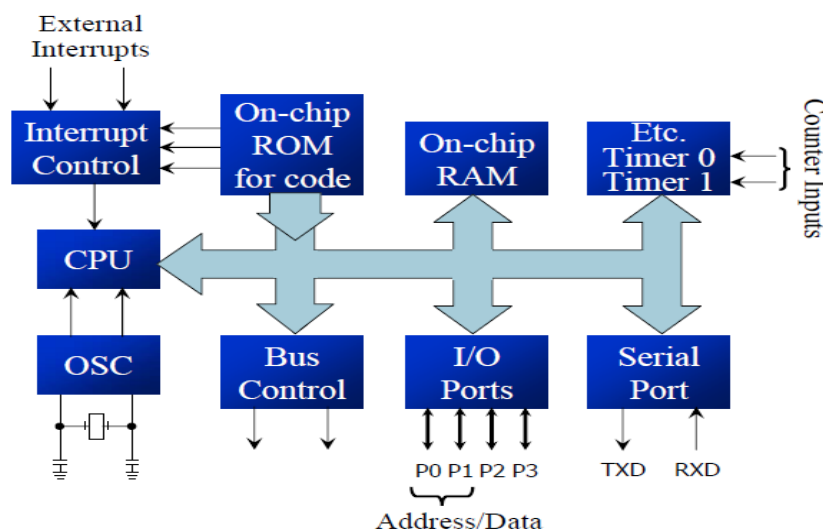 External
Interrupts
Interrupt
Control
On-chip
ROM
for code
On-chip
RAM
Etc.
Timer 0
Timer 1
Counter Inputs
CPU
OSC
Bus
Control
I/O
Ports
Serial
Port
P0 P1 P2 P3
TXD RXD
Address/Data